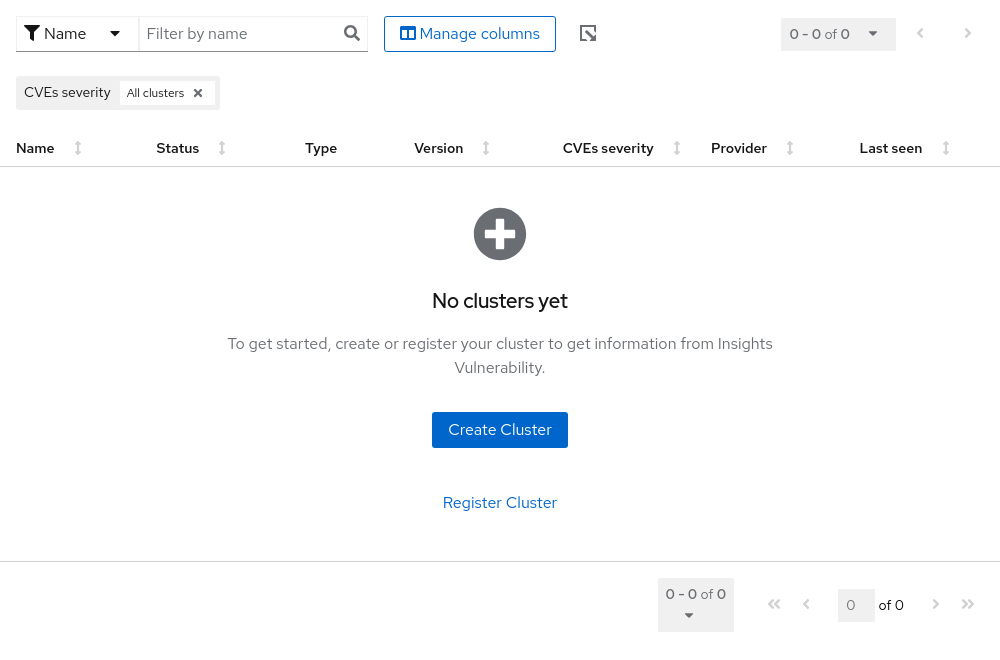 Name
Filter by name
Manage columns
0 - 0 of 0
CVEs severity
All clusters
Name
Status
Type
Version
CVEs severity
Provider
Last seen
No clusters yet
To get started, create or register your cluster to get information from Insights
Vulnerability.
Create Cluster
Register Cluster
0 - 0 of 0
0
of 0